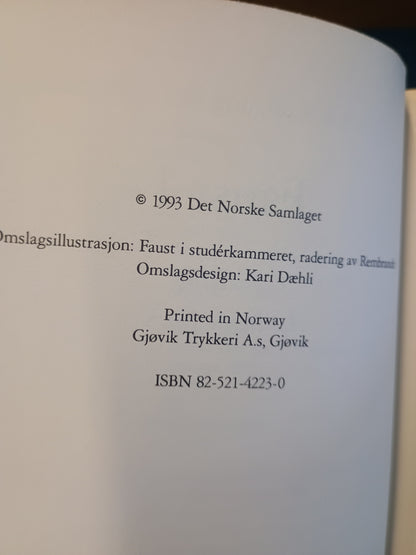 © 1993 Det Norske Samlaget
Omslagsillustrasjon: Faust i studérkammeret, radering av Rembrandt
Omslagsdesign: Kari Dæhli
Printed in Norway
Gjøvik Trykkeri A.s, Gjøvik
ISBN 82-521-4223-0